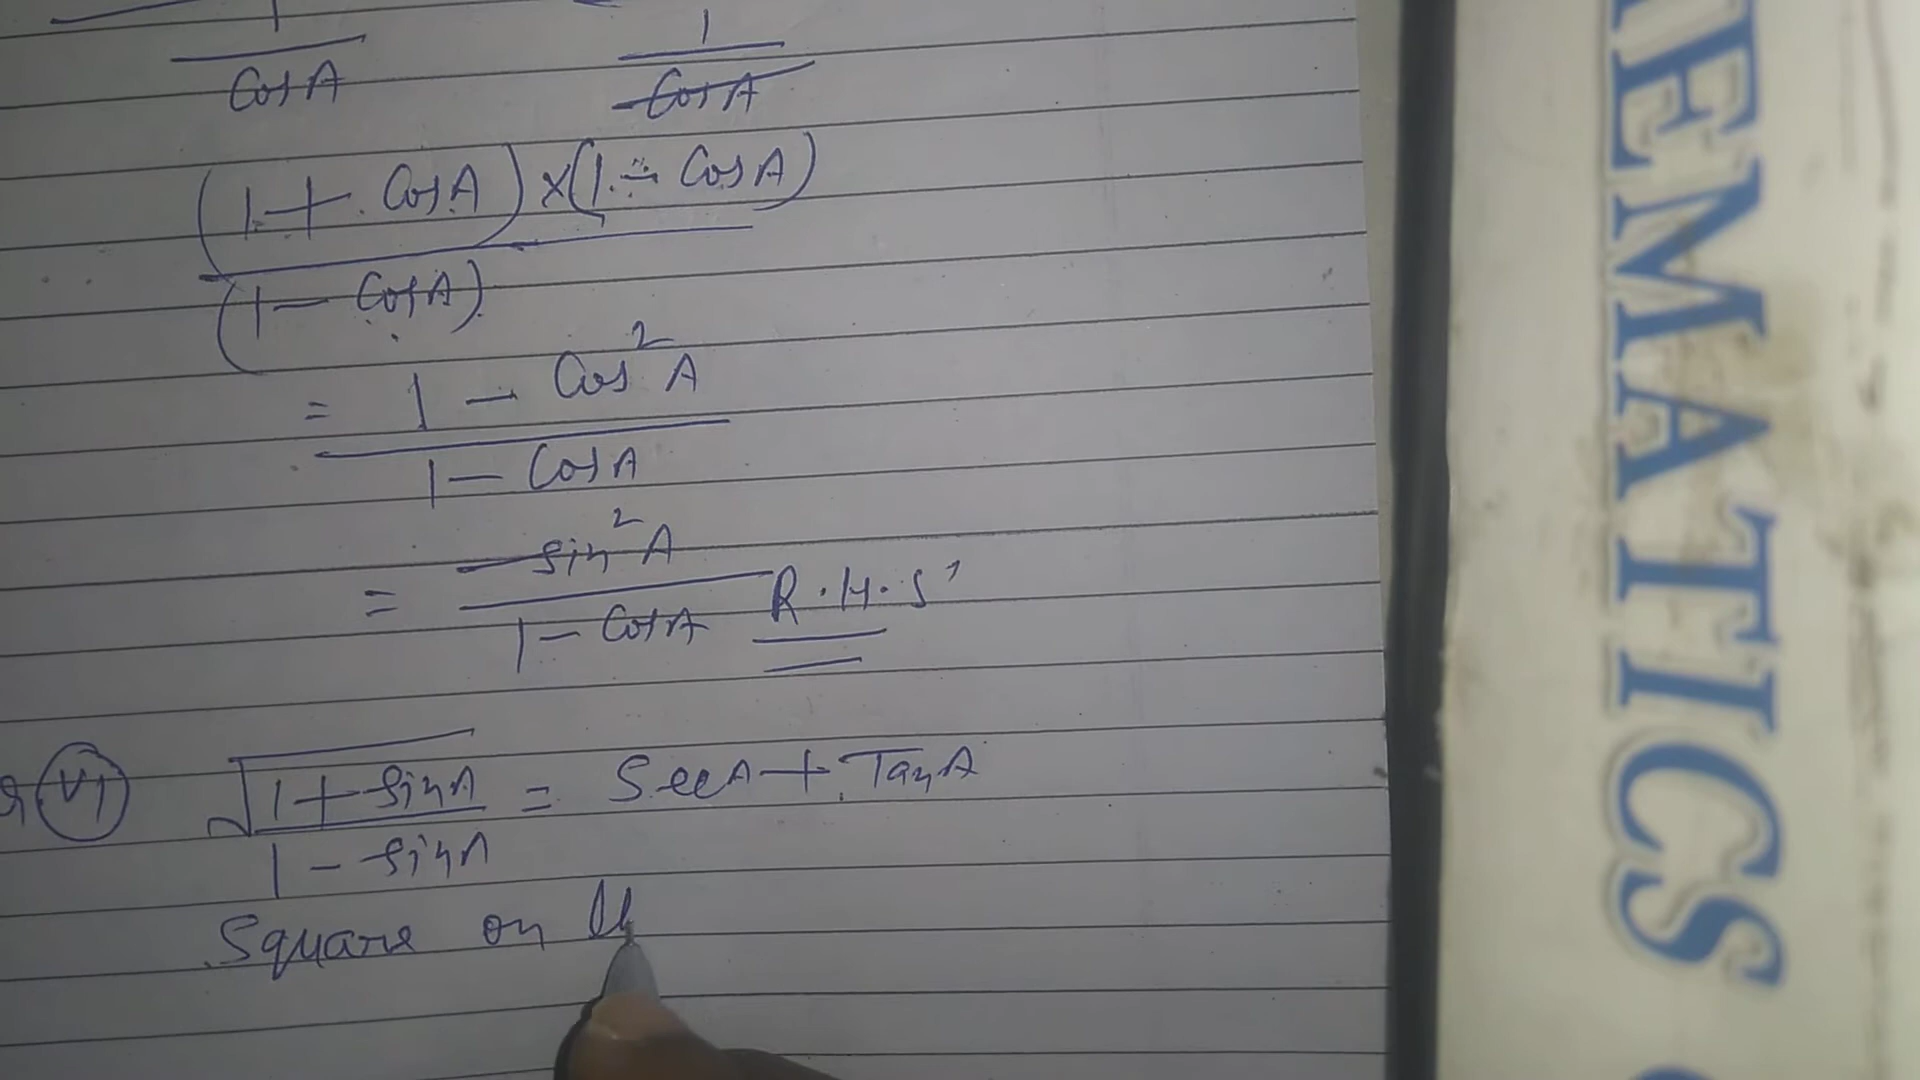 1 1
CosA CosA
(1 + CosA) × (1 - CosA)
(1 - CosA)
= 1 - Cos²A
1 - CosA
= sin²A
1 - CosA R.H.S
VI √1 + sinA = SecA + TanA
1 - sinA
Square on
EMATICS